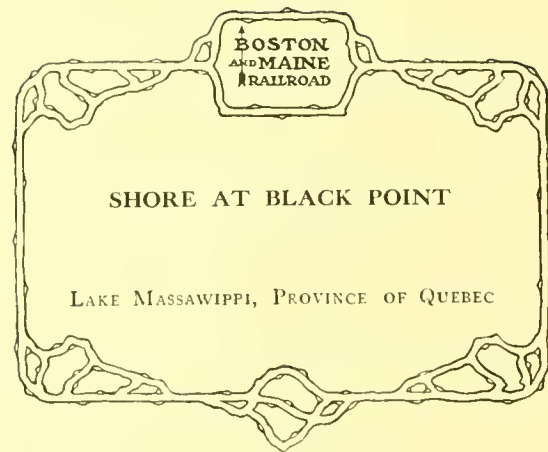 BOSTON
AND MAINE
RAILROAD
SHORE AT BLACK POINT
LAKE MASSAWIPPI, PROVINCE OF QUEBEC